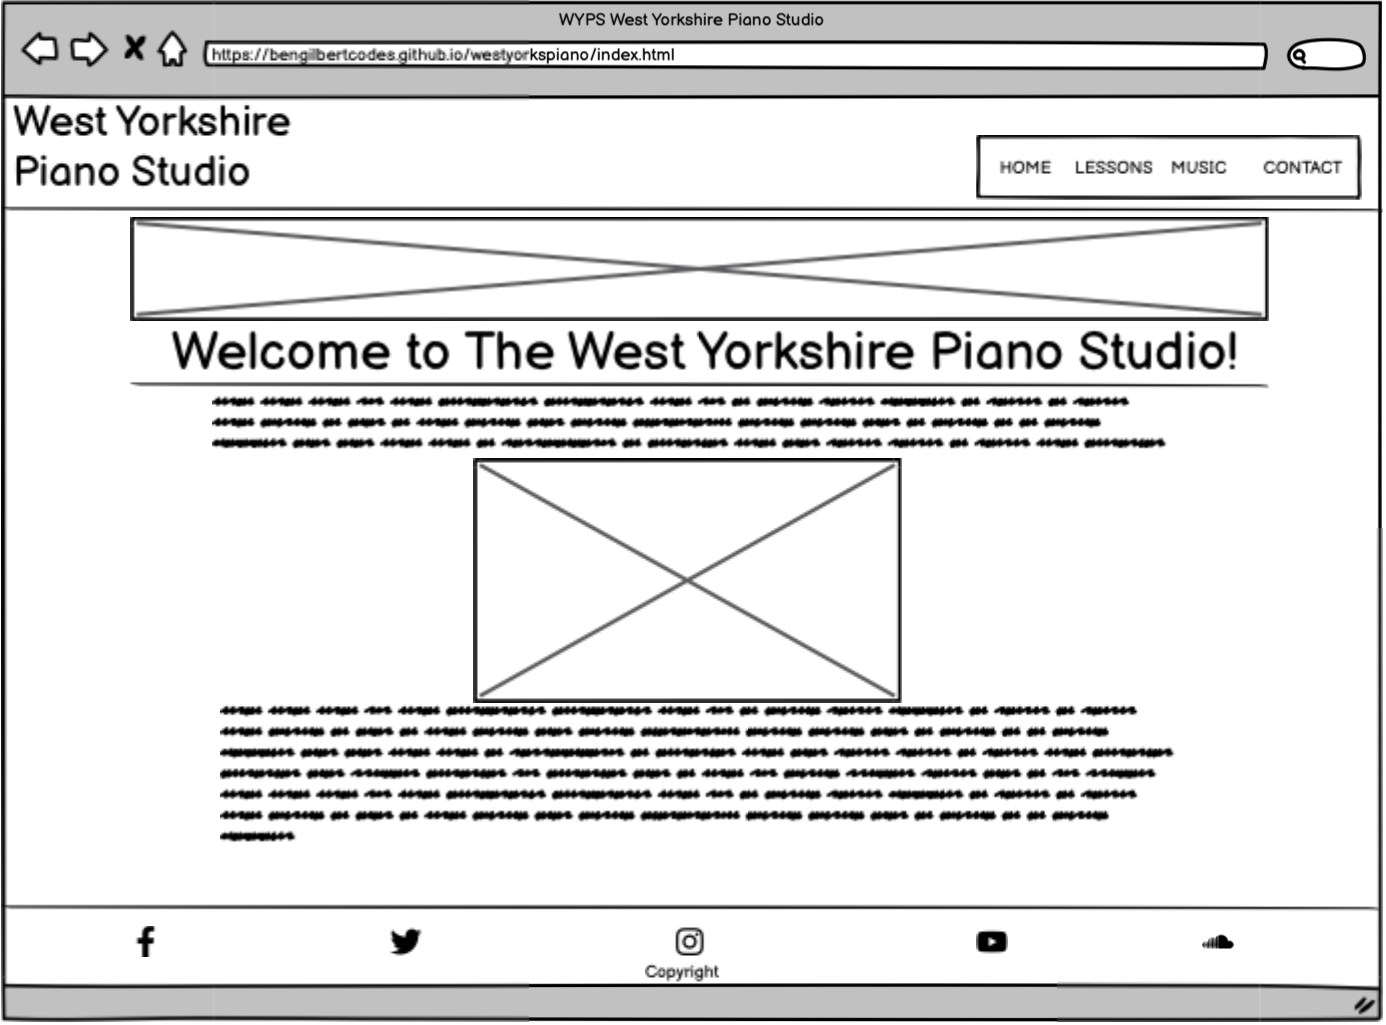 WYPS West Yorkshire Piano Studio
https://bengilbertcodes.github.io/westyorkspiano/index.html
West Yorkshire
Piano Studio
HOME LESSONS MUSIC CONTACT
Welcome to The West Yorkshire Piano Studio!
Copyright